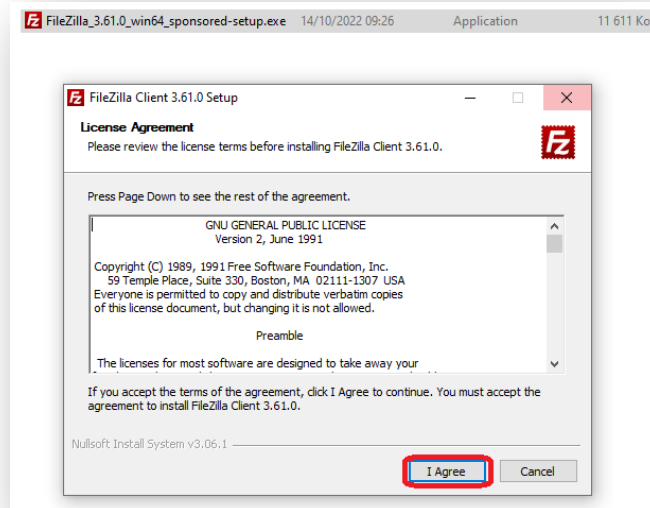 FileZilla_3.61.0_win64_sponsored-setup.exe 14/10/2022 09:26 Application 11 611 Ko
FileZilla Client 3.61.0 Setup
License Agreement
Please review the license terms before installing FileZilla Client 3.61.0.
Press Page Down to see the rest of the agreement.
GNU GENERAL PUBLIC LICENSE
Version 2, June 1991
Copyright (C) 1989, 1991 Free Software Foundation, Inc.
59 Temple Place, Suite 330, Boston, MA 02111-1307 USA
Everyone is permitted to copy and distribute verbatim copies
of this license document, but changing it is not allowed.
Preamble
The licenses for most software are designed to take away your
If you accept the terms of the agreement, click I Agree to continue. You must accept the
agreement to install FileZilla Client 3.61.0.
Nullsoft Install System v3.06.1
I Agree Cancel